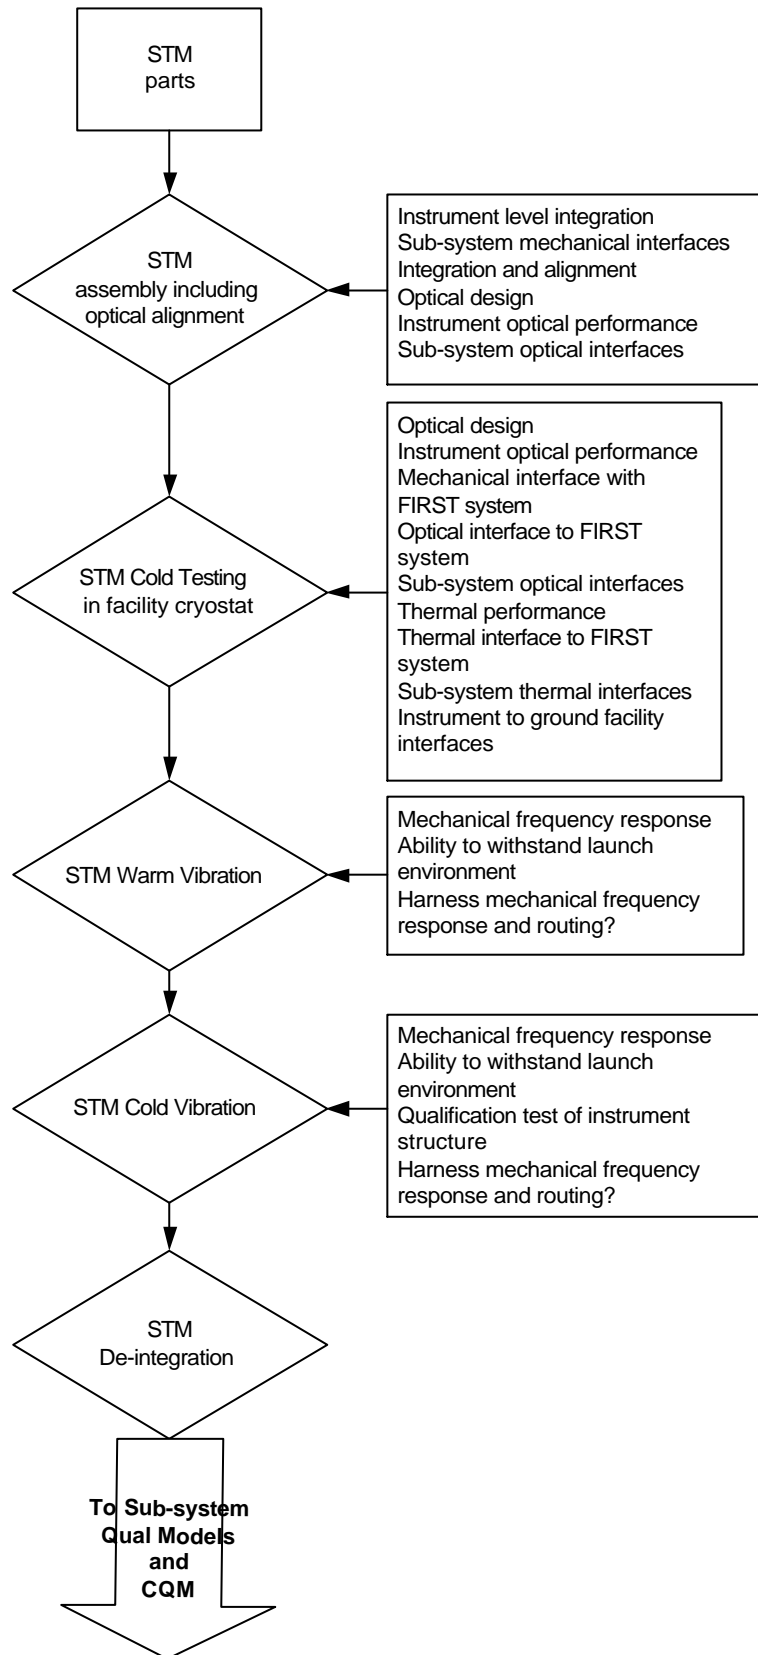 STM
parts
STM
assembly including
optical alignment
Instrument level integration
Sub-system mechanical interfaces
Integration and alignment
Optical design
Instrument optical performance
Sub-system optical interfaces
STM Cold Testing
in facility cryostat
Optical design
Instrument optical performance
Mechanical interface with
FIRST system
Optical interface to FIRST
system
Sub-system optical interfaces
Thermal performance
Thermal interface to FIRST
system
Sub-system thermal interfaces
Instrument to ground facility
interfaces
STM Warm Vibration
Mechanical frequency response
Ability to withstand launch
environment
Harness mechanical frequency
response and routing?
STM Cold Vibration
Mechanical frequency response
Ability to withstand launch
environment
Qualification test of instrument
structure
Harness mechanical frequency
response and routing?
STM
De-integration
To Sub-system
Qual Models
and
CQM